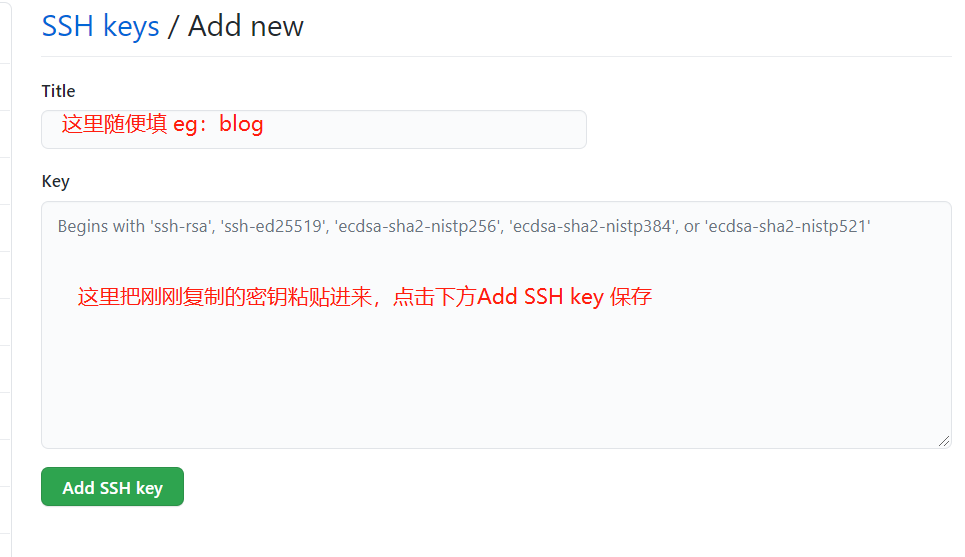 SSH keys / Add new
Title
这里随便填 eg：blog
Key
Begins with 'ssh-rsa', 'ssh-ed25519', 'ecdsa-sha2-nistp256', 'ecdsa-sha2-nistp384', or 'ecdsa-sha2-nistp521'
这里把刚刚复制的密钥粘贴进来，点击下方Add SSH key 保存
Add SSH key